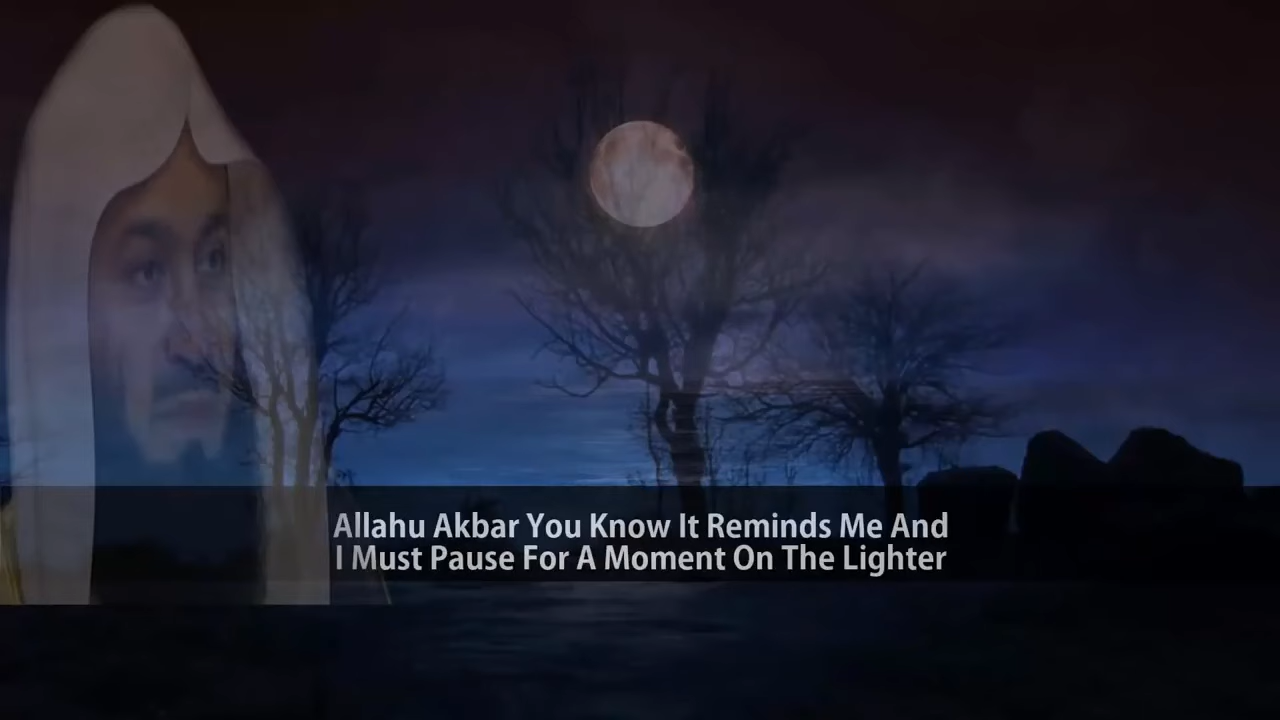 Allahu Akbar You Know It Reminds Me And
I Must Pause For A Moment On The Lighter